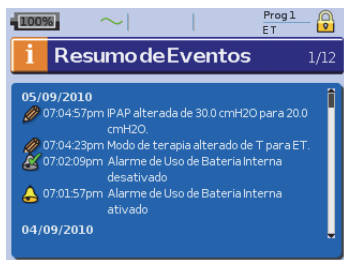 100%
Prog 1
ET
i Resumo de Eventos 1/12
05/09/2010
07:04:57pm IPAP alterada de 30.0 cmH2O para 20.0
cmH2O.
07:04:23pm Modo de terapia alterado de T para ET.
07:02:09pm Alarme de Uso de Bateria Interna
desativado
07:01:57pm Alarme de Uso de Bateria Interna
ativado
04/09/2010